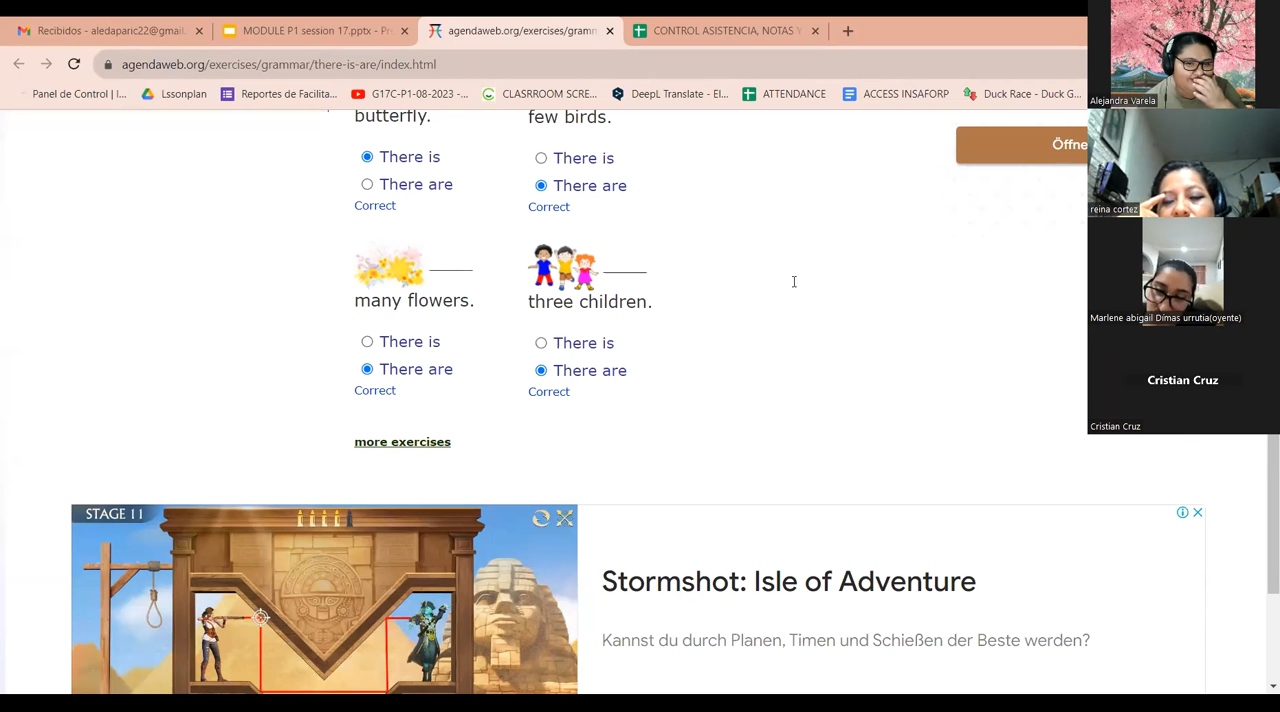 Recibidos - aledaparic22@gmail.
MODULE P1 session 17.pptx - Pr
agendaweb.org/exercises/gramm
CONTROL ASISTENCIA, NOTAS Y
agendaweb.org/exercises/grammar/there-is-are/index.html
Panel de Control | I...
Lssonplan
Reportes de Facilita...
G17C-P1-08-2023 -...
CLASSROOM SCRE...
DeepL Translate - El...
ATTENDANCE
ACCESS INSAFORP
Duck Race - Duck G...
Alejandra Varela
butterfly.
few birds.
There is
There are
Correct
There is
There are
Correct
Öffne
reina cortez
many flowers.
three children.
There is
There are
Correct
There is
There are
Correct
Marlene abigail Dimas urrutia(oyente)
Cristian Cruz
Cristian Cruz
more exercises
STAGE 11
Stormshot: Isle of Adventure
Kannst du durch Planen, Timen und Schießen der Beste werden?